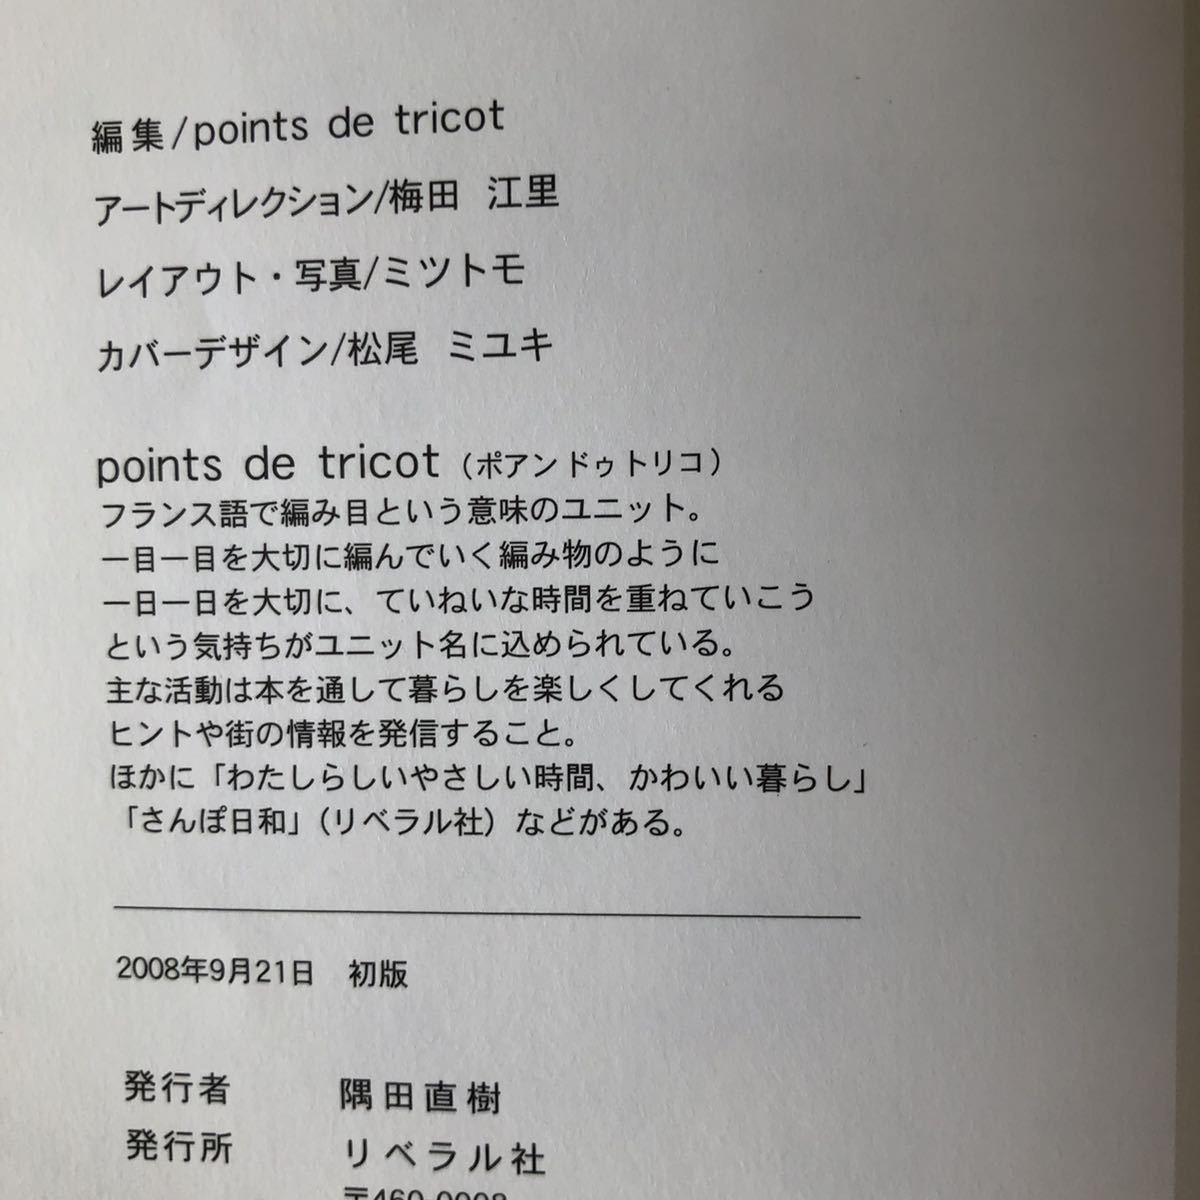 編集/points de tricot
アートディレクション/梅田　江里
レイアウト・写真/ミツトモ
カバーデザイン/松尾　ミユキ
points de tricot（ポアンドゥトリコ）
フランス語で編み目という意味のユニット。
一目一目を大切に編んでいく編み物のように
一日一日を大切に、ていねいな時間を重ねていこう
という気持ちがユニット名に込められている。
主な活動は本を通して暮らしを楽しくしてくれる
ヒントや街の情報を発信すること。
ほかに「わたしらしいやさしい時間、かわいい暮らし」
「さんぽ日和」（リベラル社）などがある。
2008年9月21日　初版
発行者　隅田直樹
発行所　リベラル社
〒460-0008